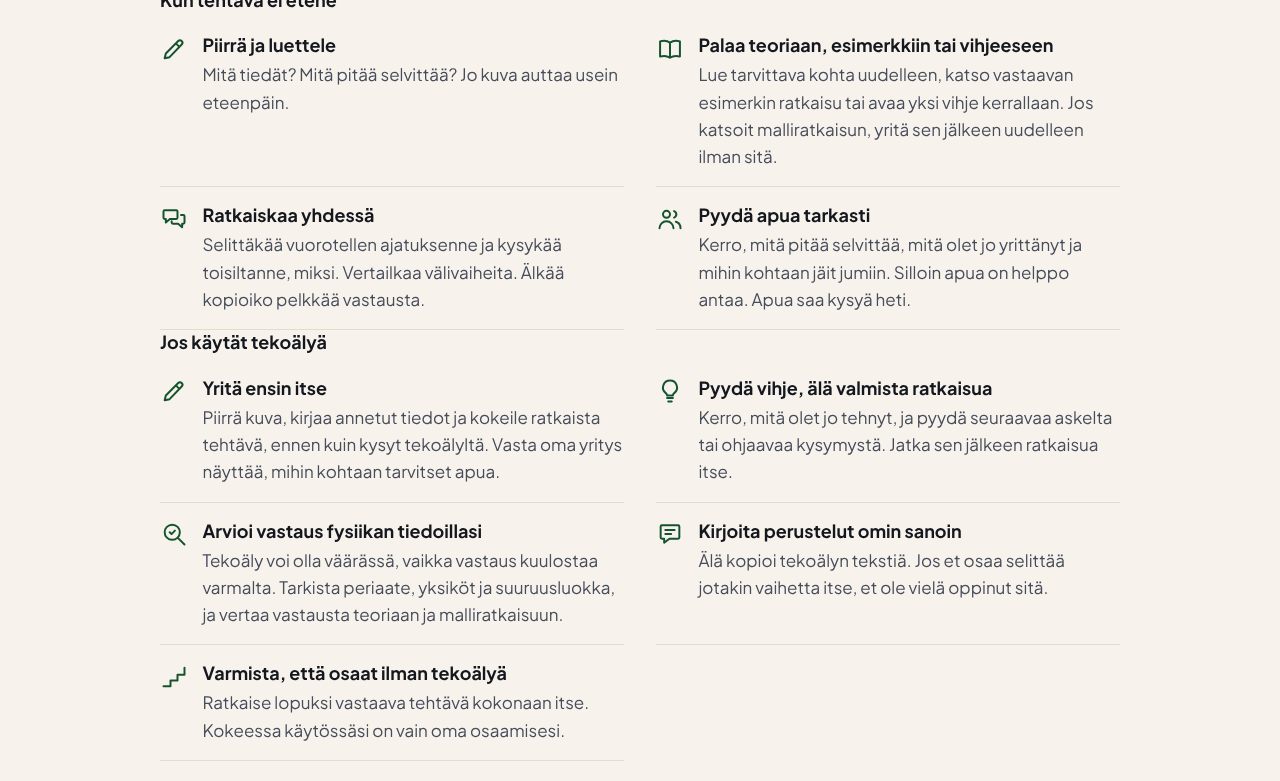 Kun tehtävä ei etene
Piirrä ja luettele
Mitä tiedät? Mitä pitää selvittää? Jo kuva auttaa usein
eteenpäin.
Palaa teoriaan, esimerkkiin tai vihjeeseen
Lue tarvittava kohta uudelleen, katso vastaavan
esimerkin ratkaisu tai avaa yksi vihje kerrallaan. Jos
katsoit malliratkaisun, yritä sen jälkeen uudelleen
ilman sitä.
Ratkaiskaa yhdessä
Selittäkää vuorotellen ajatuksenne ja kysykää
toisiltanne, miksi. Vertailkaa välivaiheita. Älkää
kopioiko pelkkää vastausta.
Pyydä apua tarkasti
Kerro, mitä pitää selvittää, mitä olet jo yrittänyt ja
mihin kohtaan jäit jumiin. Silloin apua on helppo
antaa. Apua saa kysyä heti.
Jos käytät tekoälyä
Yritä ensin itse
Piirrä kuva, kirjaa annetut tiedot ja kokeile ratkaista
tehtävä, ennen kuin kysyt tekoälyltä. Vasta oma yritys
näyttää, mihin kohtaan tarvitset apua.
Pyydä vihje, älä valmista ratkaisua
Kerro, mitä olet jo tehnyt, ja pyydä seuraavaa askelta
tai ohjaavaa kysymystä. Jatka sen jälkeen ratkaisua
itse.
Arvioi vastaus fysiikan tiedoillasi
Tekoäly voi olla väärässä, vaikka vastaus kuulostaa
varmalta. Tarkista periaate, yksiköt ja suuruusluokka,
ja vertaa vastausta teoriaan ja malliratkaisuun.
Kirjoita perustelut omin sanoin
Älä kopioi tekoälyn tekstiä. Jos et osaa selittää
jotakin vaihetta itse, et ole vielä oppinut sitä.
Varmista, että osaat ilman tekoälyä
Ratkaise lopuksi vastaava tehtävä kokonaan itse.
Kokeessa käytössäsi on vain oma osaamisesi.